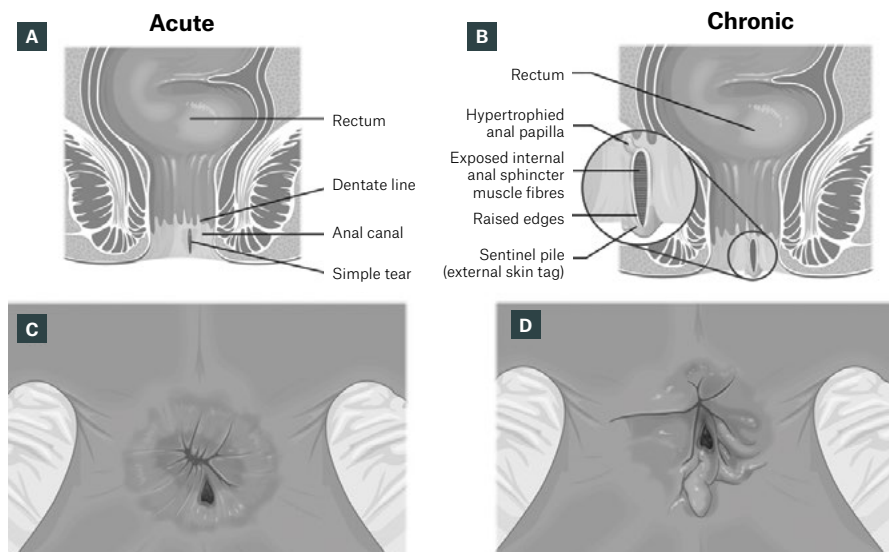 Acute
Chronic
A
Rectum
Dentate line
Anal canal
Simple tear
B
Rectum
Hypertrophied
anal papilla
Exposed internal
anal sphincter
muscle fibres
Raised edges
Sentinel pile
(external skin tag)
C
D